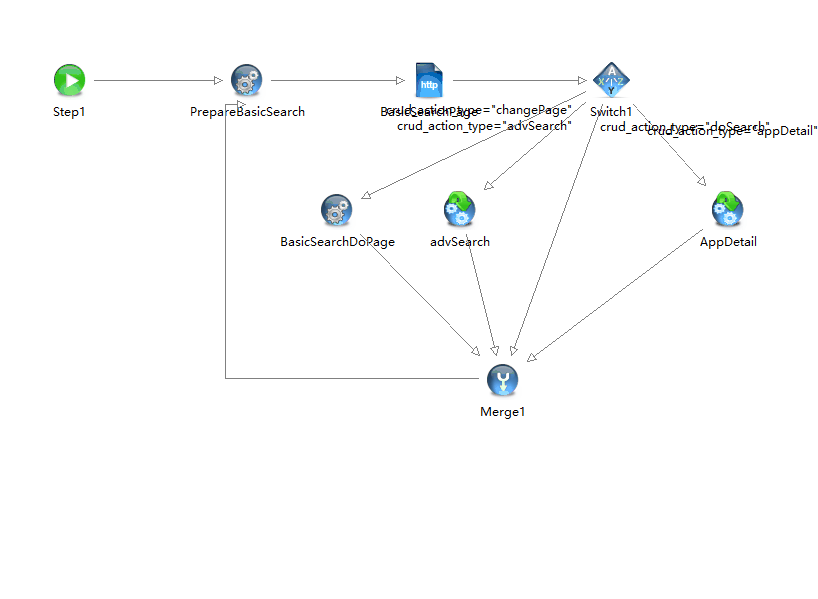 http
A
X Z
Y
Step1
PrepareBasicSearch
BasicSearchPage
Switch1
crud_action_type="changePage"
crud_action_type="advSearch"
crud_action_type="doSearch"
crud_action_type="appDetail"
BasicSearchDoPage
advSearch
AppDetail
Merge1